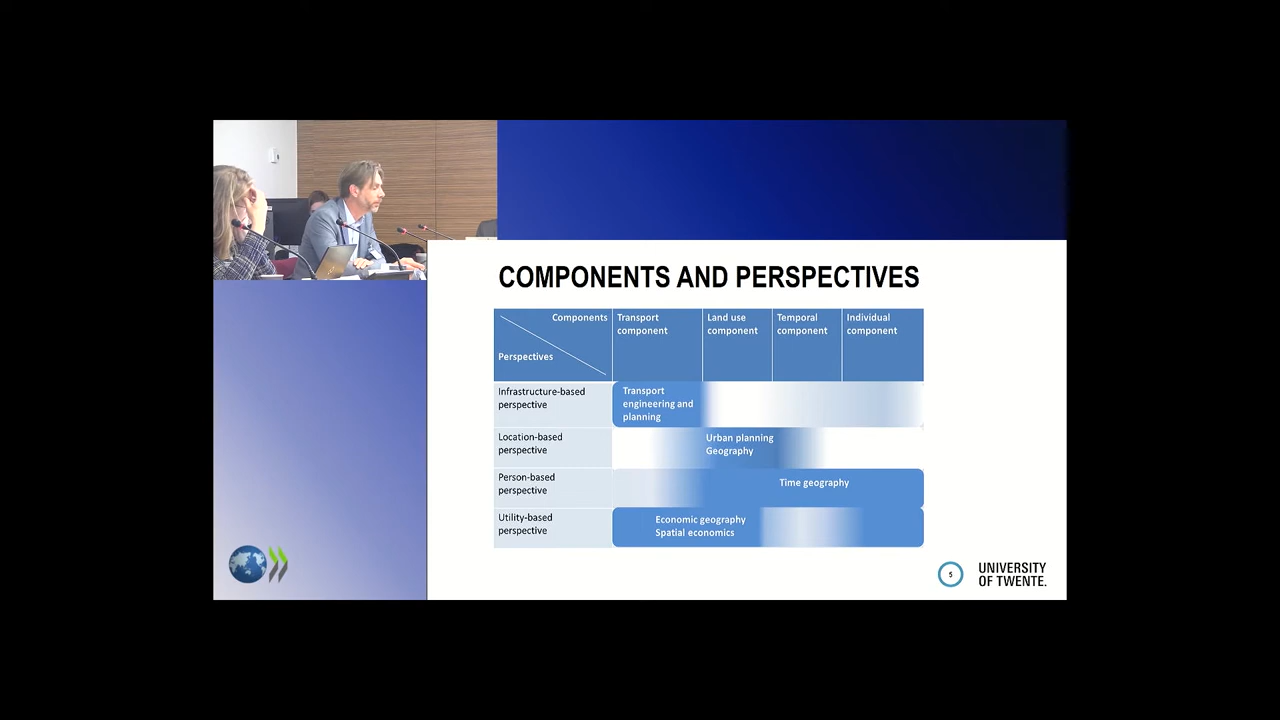 COMPONENTS AND PERSPECTIVES
Components
Perspectives
Transport
component
Land use
component
Temporal
component
Individual
component
Infrastructure-based
perspective
Transport
engineering and
planning
Location-based
perspective
Urban planning
Geography
Person-based
perspective
Time geography
Utility-based
perspective
Economic geography
Spatial economics
5
UNIVERSITY
OF TWENTE.